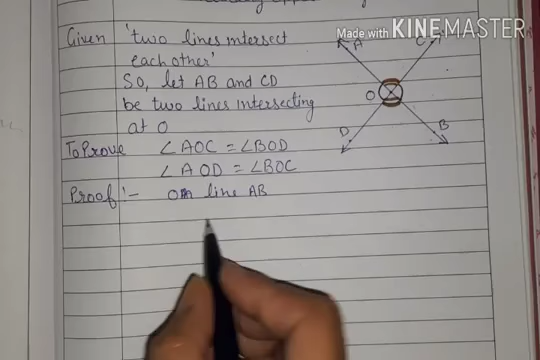 Made with KINEMASTER
Given 'two lines intersect
each other'
So, let AB and CD
be two lines intersecting
at O
To Prove ∠AOC = ∠BOD
∠AOD = ∠BOC
Proof :- on line AB
A
C
O
D
B